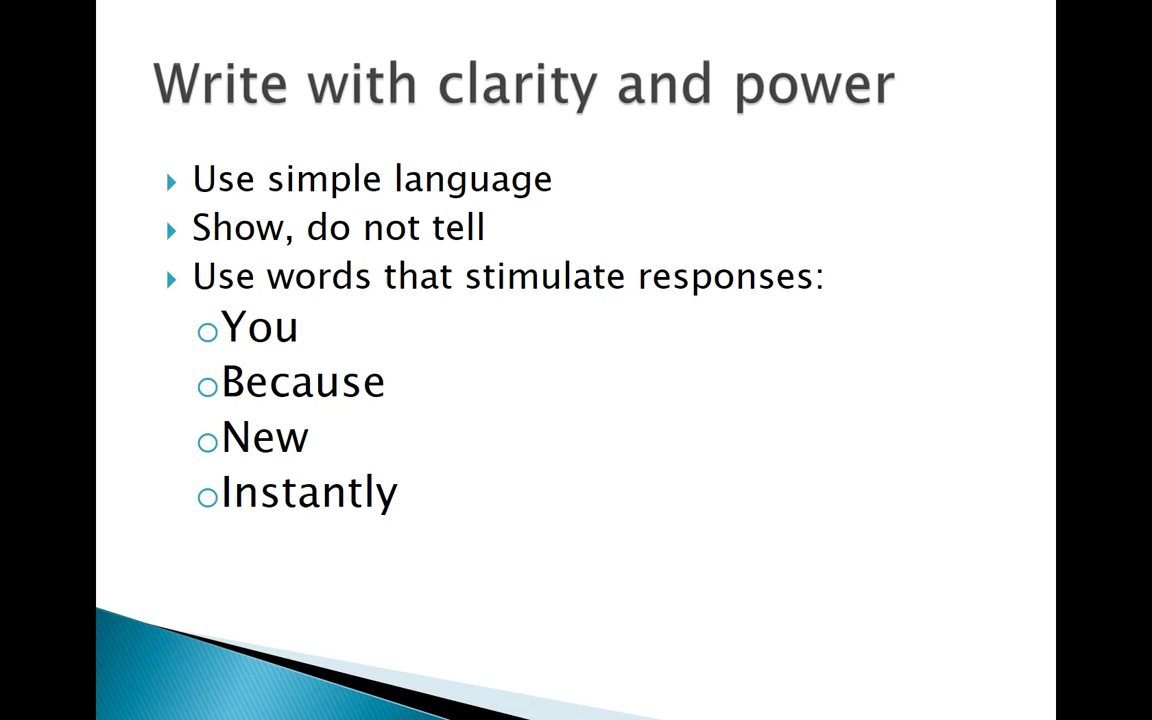 Write with clarity and power
Use simple language
Show, do not tell
Use words that stimulate responses:
You
Because
New
Instantly